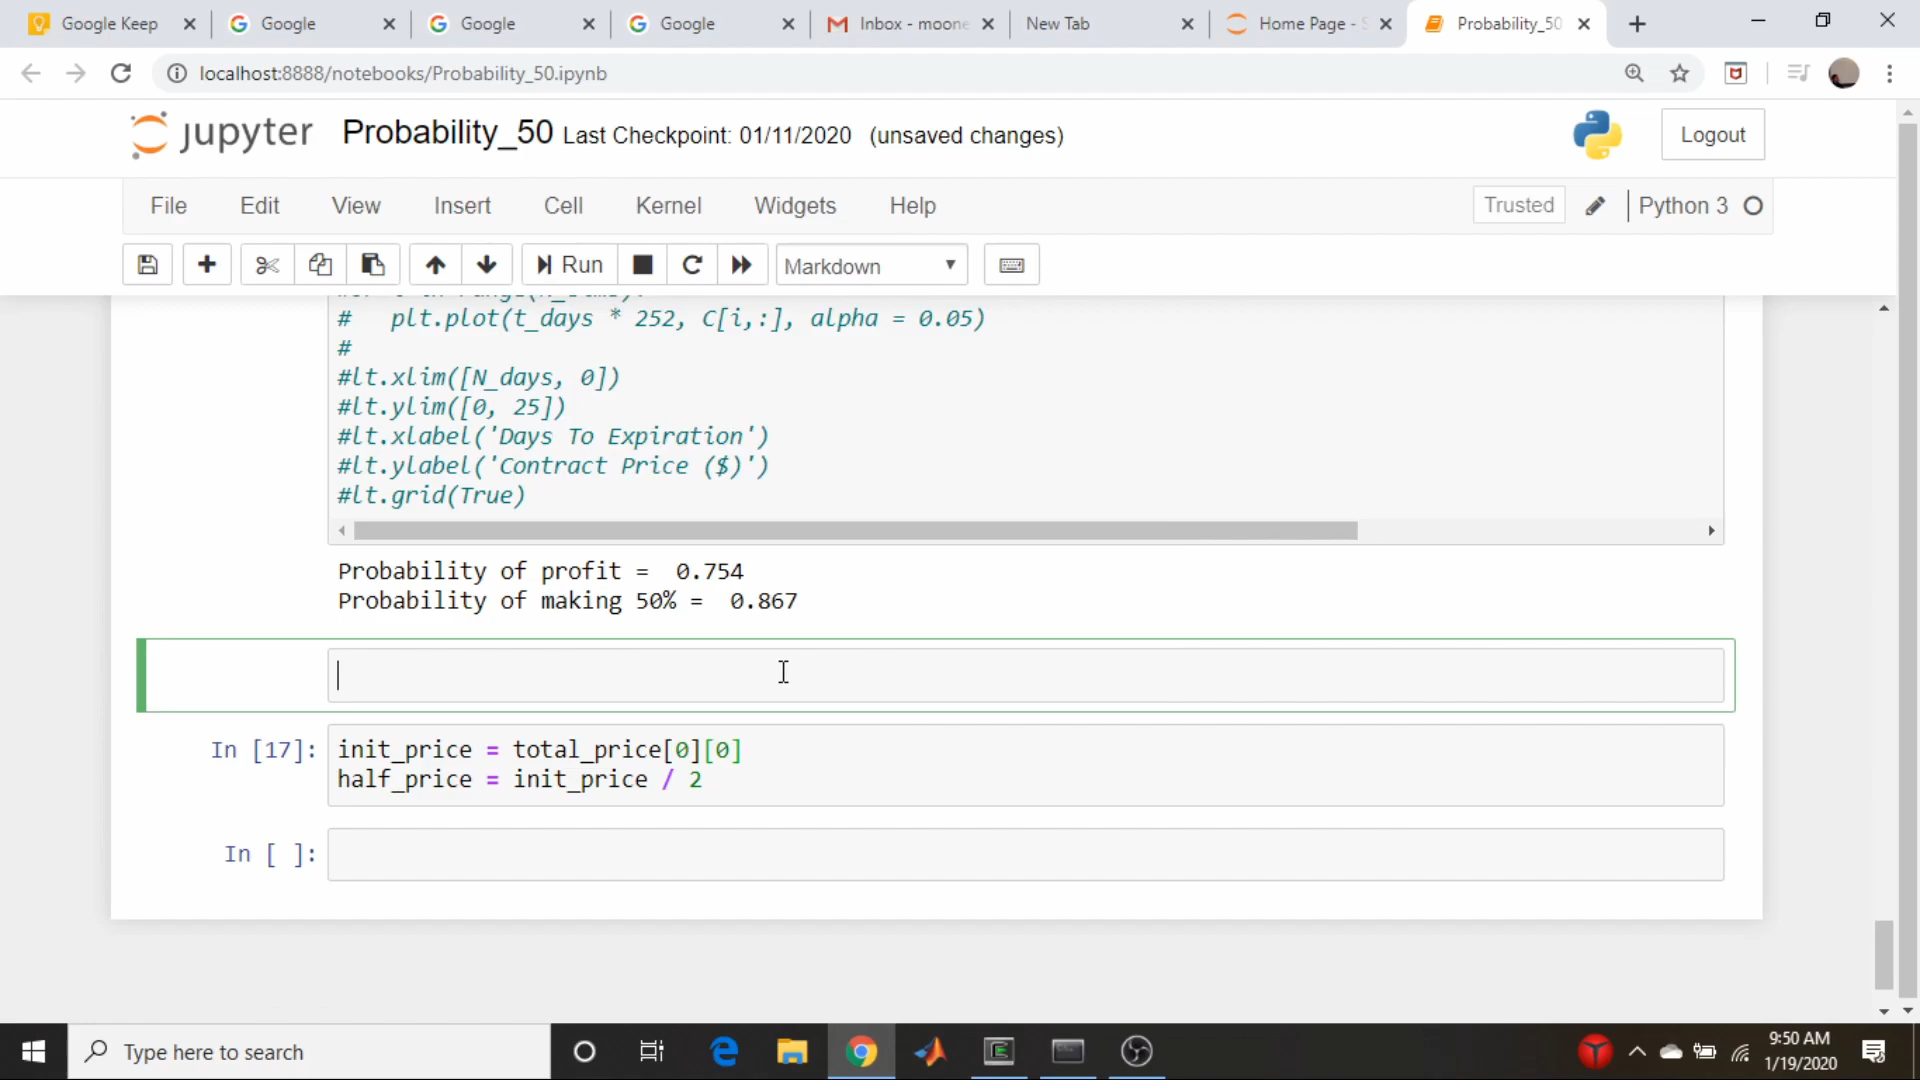 Google Keep
Google
Google
Google
Inbox - moone
New Tab
Home Page - S
Probability_50
localhost:8888/notebooks/Probability_50.ipynb
jupyter
Probability_50 Last Checkpoint: 01/11/2020 (unsaved changes)
Logout
File Edit View Insert Cell Kernel Widgets Help
Trusted
Python 3
Run
Markdown
#   plt.plot(t_days * 252, C[i,:], alpha = 0.05)
#
#lt.xlim([N_days, 0])
#lt.ylim([0, 25])
#lt.xlabel('Days To Expiration')
#lt.ylabel('Contract Price ($)')
#lt.grid(True)
Probability of profit =  0.754
Probability of making 50% =  0.867
In [17]: init_price = total_price[0][0]
half_price = init_price / 2
In [ ]:
Type here to search
9:50 AM
1/19/2020